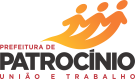 PREFEITURA DE
PATROCÍNIO
UNIÃO E TRABALHO